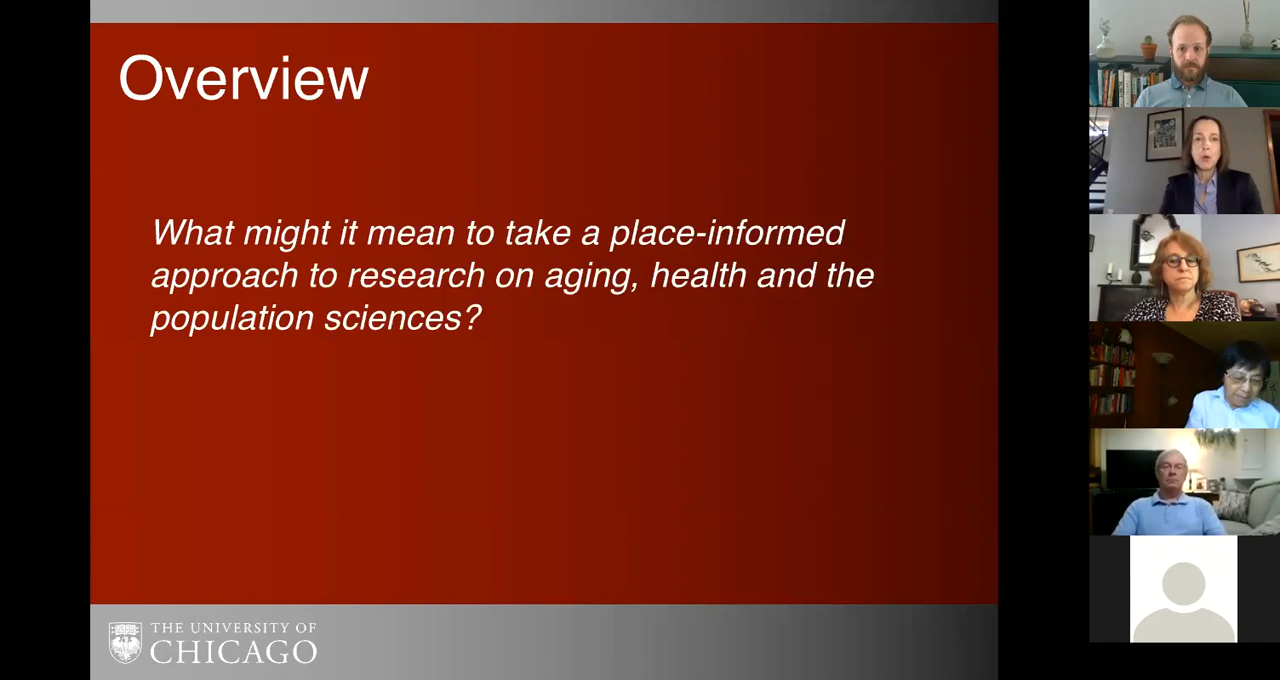 Overview
What might it mean to take a place-informed
approach to research on aging, health and the
population sciences?
THE UNIVERSITY OF
CHICAGO